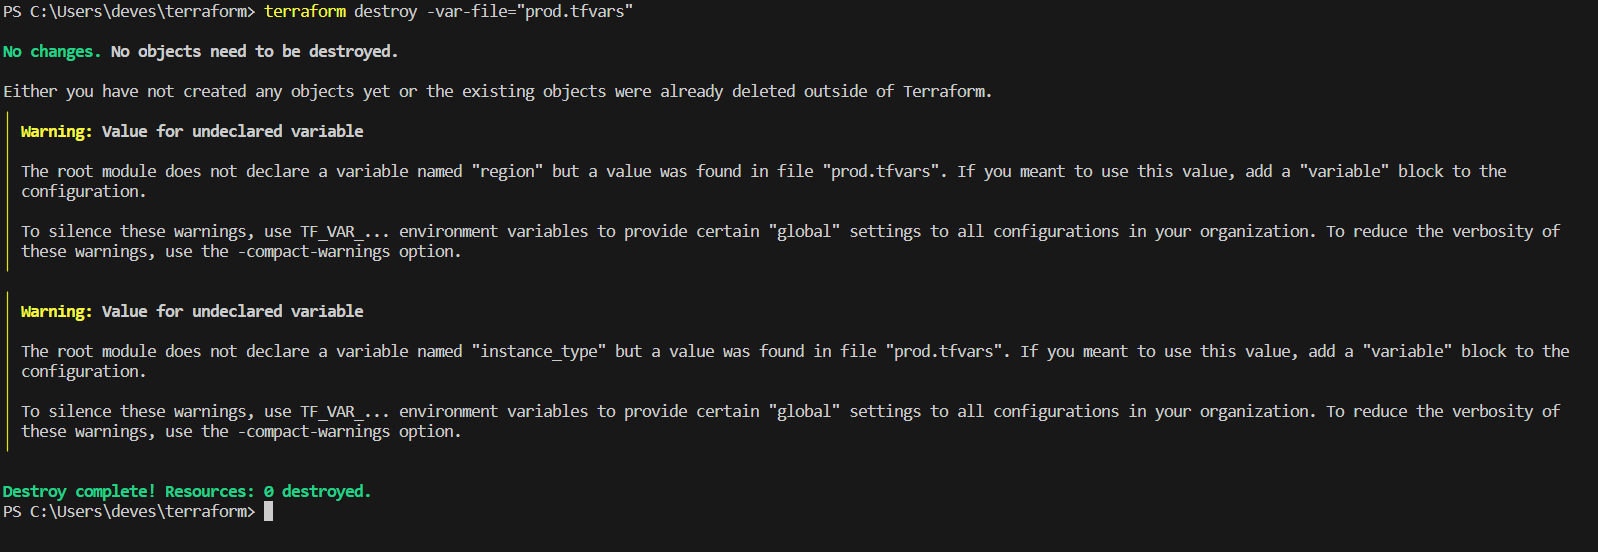 PS C:\Users\deves\terraform> terraform destroy -var-file="prod.tfvars"
No changes. No objects need to be destroyed.
Either you have not created any objects yet or the existing objects were already deleted outside of Terraform.
Warning: Value for undeclared variable
The root module does not declare a variable named "region" but a value was found in file "prod.tfvars". If you meant to use this value, add a "variable" block to the
configuration.
To silence these warnings, use TF_VAR_... environment variables to provide certain "global" settings to all configurations in your organization. To reduce the verbosity of
these warnings, use the -compact-warnings option.
Warning: Value for undeclared variable
The root module does not declare a variable named "instance_type" but a value was found in file "prod.tfvars". If you meant to use this value, add a "variable" block to the
configuration.
To silence these warnings, use TF_VAR_... environment variables to provide certain "global" settings to all configurations in your organization. To reduce the verbosity of
these warnings, use the -compact-warnings option.
Destroy complete! Resources: 0 destroyed.
PS C:\Users\deves\terraform>